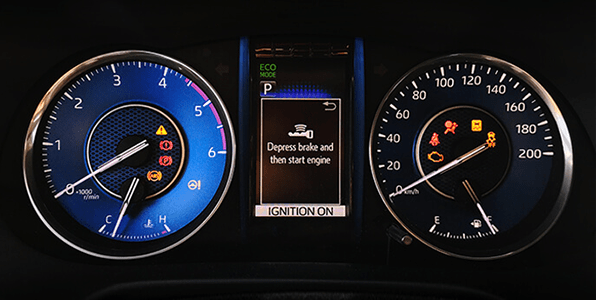 0
1
2
3
4
5
6
×1000
r/min
C
H
ECO
MODE
P
Depress brake and
then start engine
IGNITION ON
0
20
40
60
80
100
120
140
160
180
200
km/h
E
F